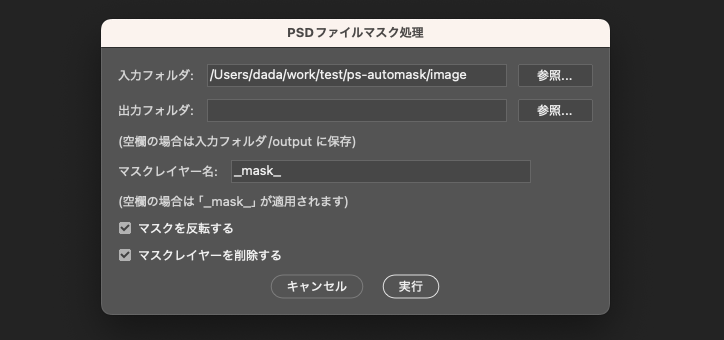 PSDファイルマスク処理
入力フォルダ: /Users/dada/work/test/ps-automask/image 参照...
出力フォルダ: 参照...
(空欄の場合は入力フォルダ/output に保存)
マスクレイヤー名: _mask_
(空欄の場合は「_mask_」が適用されます)
マスクを反転する
マスクレイヤーを削除する
キャンセル 実行